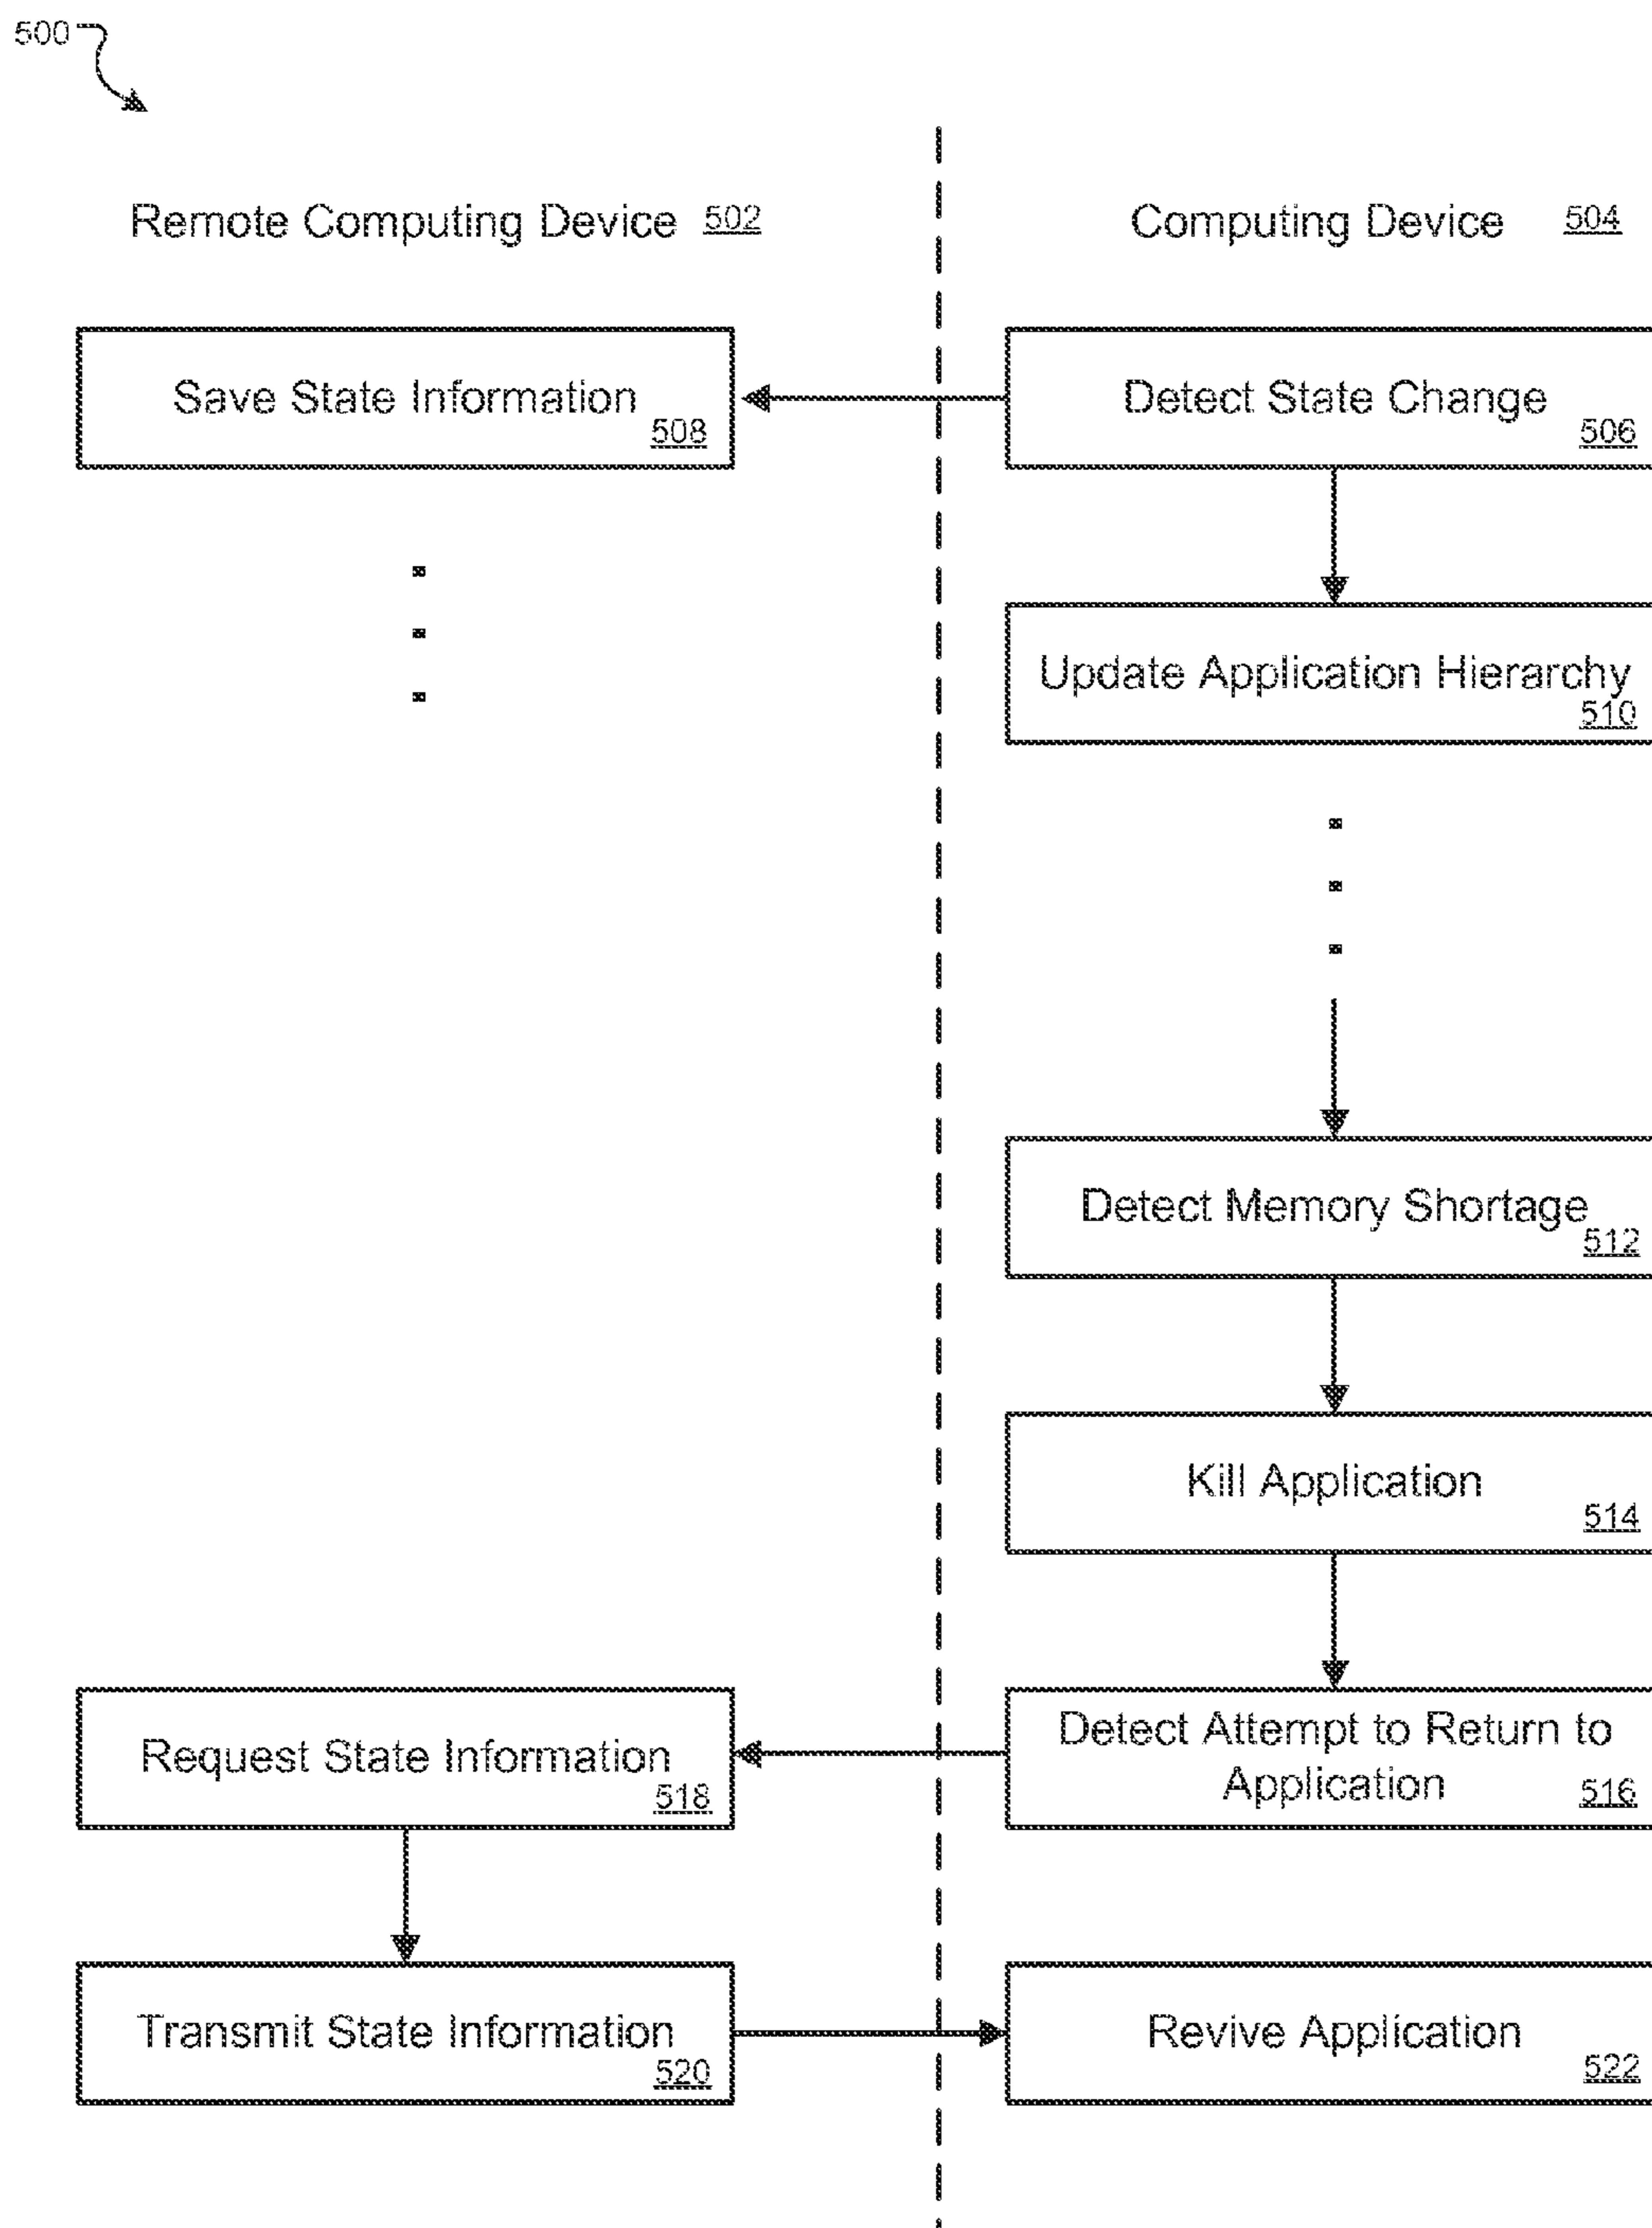 500
Remote Computing Device 502
Computing Device 504
Save State Information
508
Detect State Change
506
Update Application Hierarchy
510
Detect Memory Shortage
512
Kill Application
514
Request State Information
518
Detect Attempt to Return to
Application 516
Transmit State Information
520
Revive Application
522